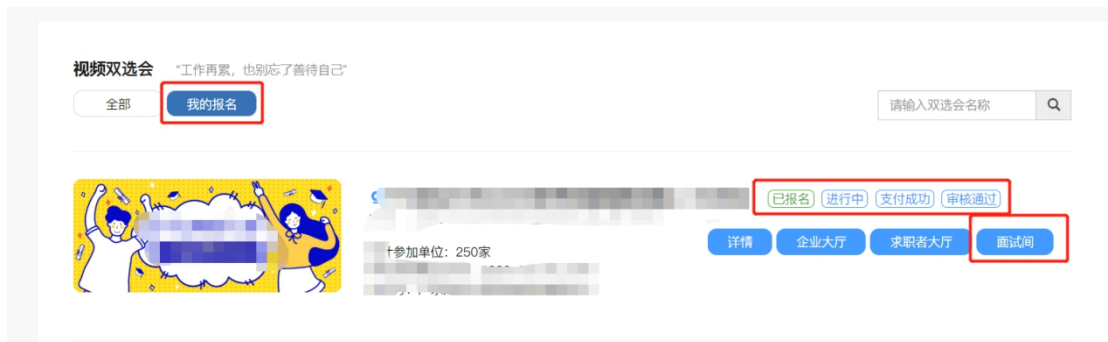 视频双选会 “工作再累，也别忘了善待自己”
全部 我的报名 请输入双选会名称
已报名 进行中 支付成功 审核通过
详情 企业大厅 求职者大厅 面试间
计参加单位：250家